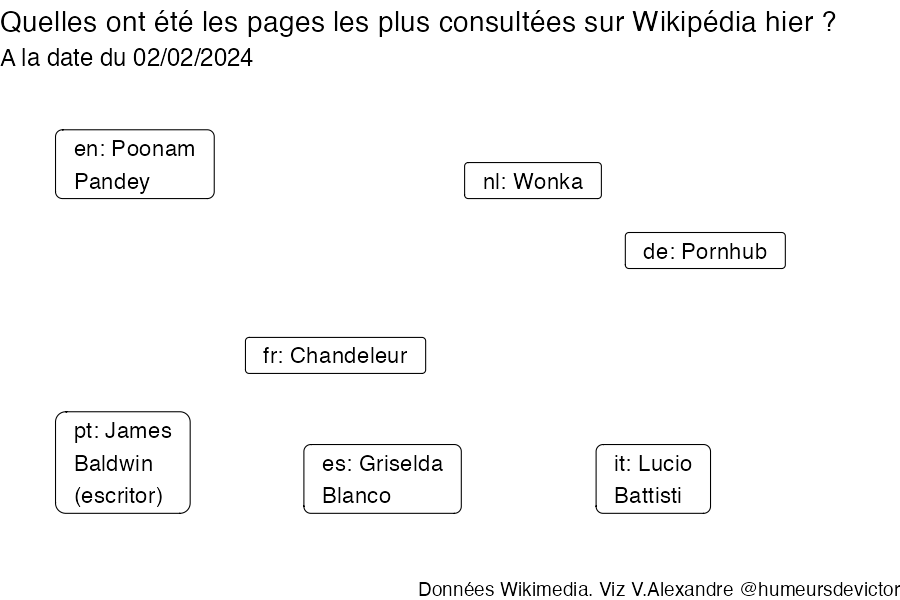 Quelles ont été les pages les plus consultées sur Wikipédia hier ?
A la date du 02/02/2024
en: Poonam
Pandey
nl: Wonka
de: Pornhub
fr: Chandeleur
pt: James
Baldwin
(escritor)
es: Griselda
Blanco
it: Lucio
Battisti
Données Wikimedia. Viz V.Alexandre @humeursdevictor